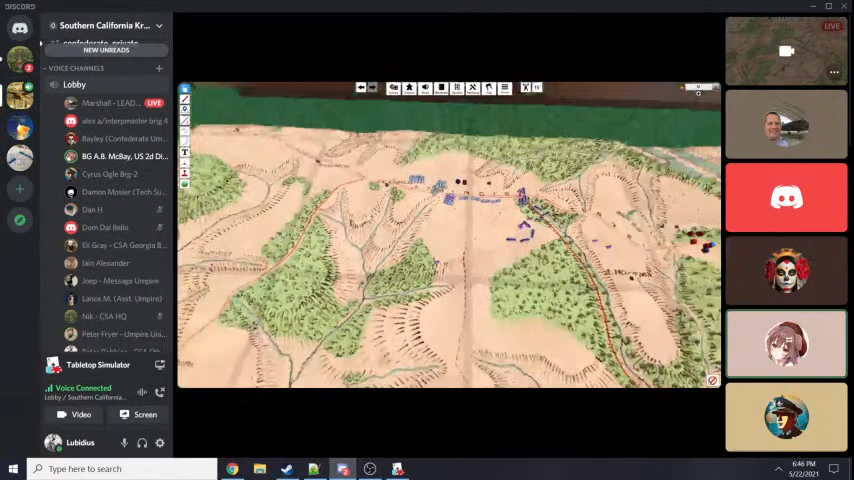 DISCORD
Southern California Kr...
confederate_private
NEW UNREADS
VOICE CHANNELS
Lobby
Marshall - LEAD...
LIVE
alex a/interpmaster brig 4
Bayley (Confederate Um...
BG A.B. McBay, US 2d Di...
Cyrus Ogle Brg-2
Damon Mosier (Tech Su...
Dan H
Dom Dal Bello
Eli Gray - CSA Georgia B...
Iain Alexander
Joep - Message Umpire
Lance M. (Asst. Umpire)
Nik - CSA HQ
Peter Fryer - Umpire Uni...
Tabletop Simulator
Voice Connected
Lobby / Southern California...
Video
Screen
Lubidius
LIVE
Type here to search
6:46 PM
5/22/2021